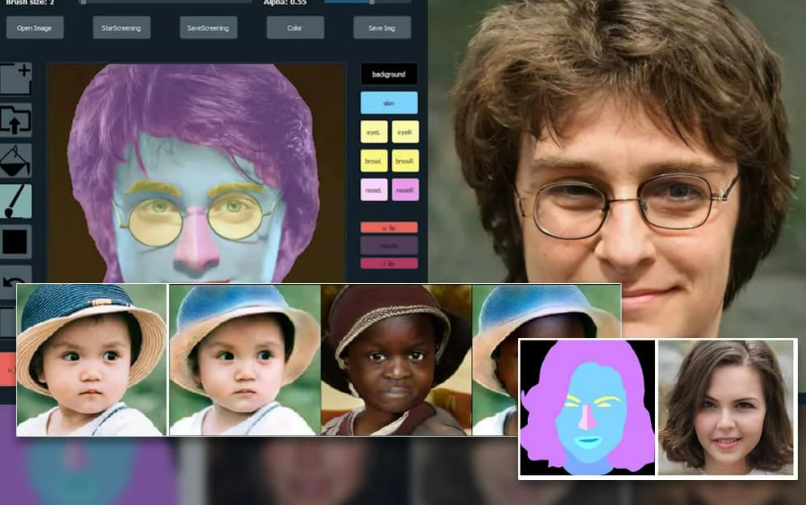 Brush size: 2
Alpha: 0.55
Open Image
StarScreening
SaveScreening
Color
Save Img
background
skin
eyeL
eyeR
browL
browR
noseL
noseR
u_lip
mouth
l_lip